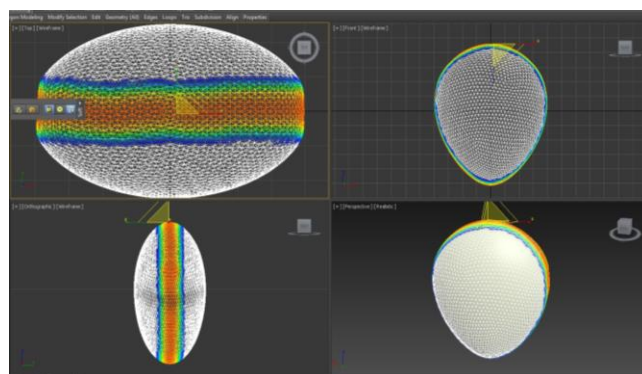 Polygon Modeling Modify Selection Edit Geometry (All) Edges Loops Tris Subdivision Align Properties
[+] [Top] [Wireframe]
[+] [Front] [Wireframe]
[+] [Orthographic] [Wireframe]
[+] [Perspective] [Realistic]